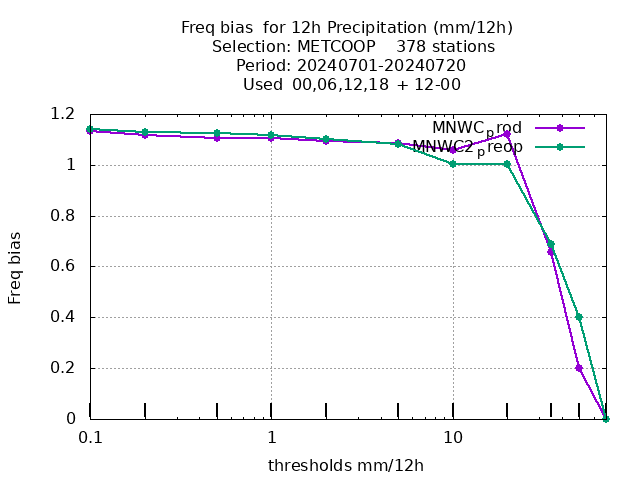 Freq bias  for 12h Precipitation (mm/12h)
Selection: METCOOP    378 stations
Period: 20240701-20240720
Used  00,06,12,18 + 12-00
1.2
MNWCprod
MNWC2preop
1
0.8
0.6
0.4
0.2
0
Freq bias
0.1
1
10
thresholds mm/12h